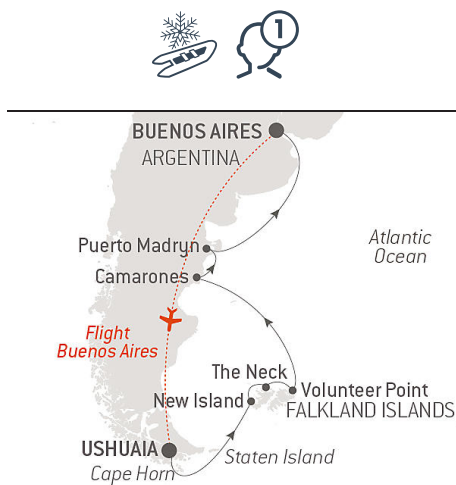 1
BUENOS AIRES
ARGENTINA
Atlantic
Ocean
Puerto Madryn
Camarones
Flight
Buenos Aires
The Neck
New Island
Volunteer Point
FALKLAND ISLANDS
USHUAIA
Cape Horn
Staten Island